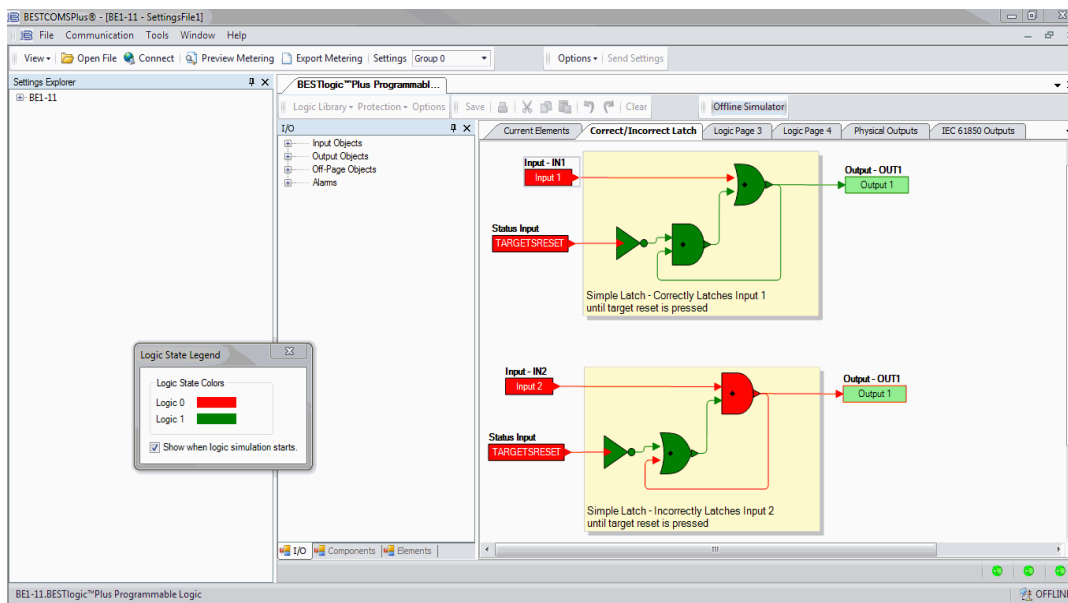 BESTCOMSPlus® - [BE1-11 - SettingsFile1]
File Communication Tools Window Help
View Open File Connect Preview Metering Export Metering Settings Group 0 Options Send Settings
Settings Explorer
BE1-11
BESTlogic™Plus Programmabl...
Logic Library Protection Options Save Clear Offline Simulator
I/O
Input Objects
Output Objects
Off-Page Objects
Alarms
Current Elements Correct/Incorrect Latch Logic Page 3 Logic Page 4 Physical Outputs IEC 61850 Outputs
Input - IN1
Input 1
Output - OUT1
Output 1
Status Input
TARGETSRESET
Simple Latch - Correctly Latches Input 1
until target reset is pressed
Logic State Legend
Logic State Colors
Logic 0
Logic 1
Show when logic simulation starts.
Input - IN2
Input 2
Output - OUT1
Output 1
Status Input
TARGETSRESET
Simple Latch - Incorrectly Latches Input 2
until target reset is pressed
I/O Components Elements
BE1-11.BESTlogic™Plus Programmable Logic
OFFLINE